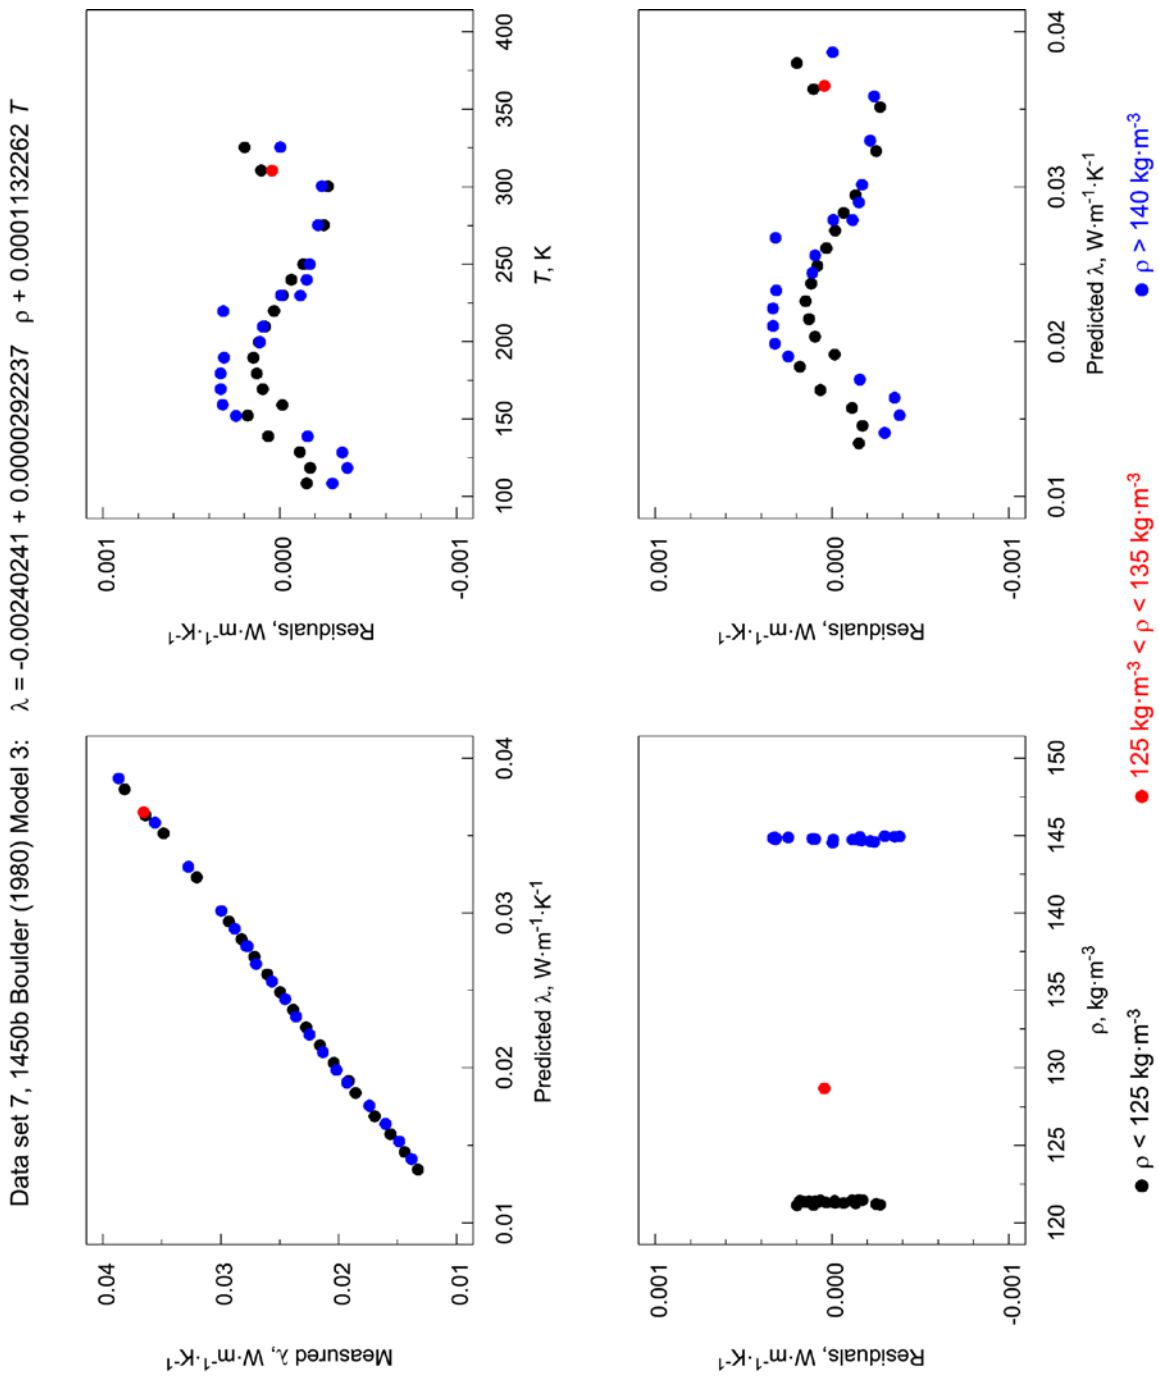 Data set 7, 1450b Boulder (1980) Model 3: λ = -0.00240241 + 0.0000292237 ρ + 0.00011132262 T
Measured λ, W·m⁻¹·K⁻¹
0.04
0.03
0.02
0.01
0.01 0.02 0.03 0.04
Predicted λ, W·m⁻¹·K⁻¹
Residuals, W·m⁻¹·K⁻¹
0.001
0.000
-0.001
100 150 200 250 300 350 400
T, K
Residuals, W·m⁻¹·K⁻¹
0.001
0.000
-0.001
120 125 130 135 140 145 150
ρ, kg·m⁻³
Residuals, W·m⁻¹·K⁻¹
0.001
0.000
-0.001
0.01 0.02 0.03 0.04
Predicted λ, W·m⁻¹·K⁻¹
ρ < 125 kg·m⁻³ 125 kg·m⁻³ < ρ < 135 kg·m⁻³ ρ > 140 kg·m⁻³